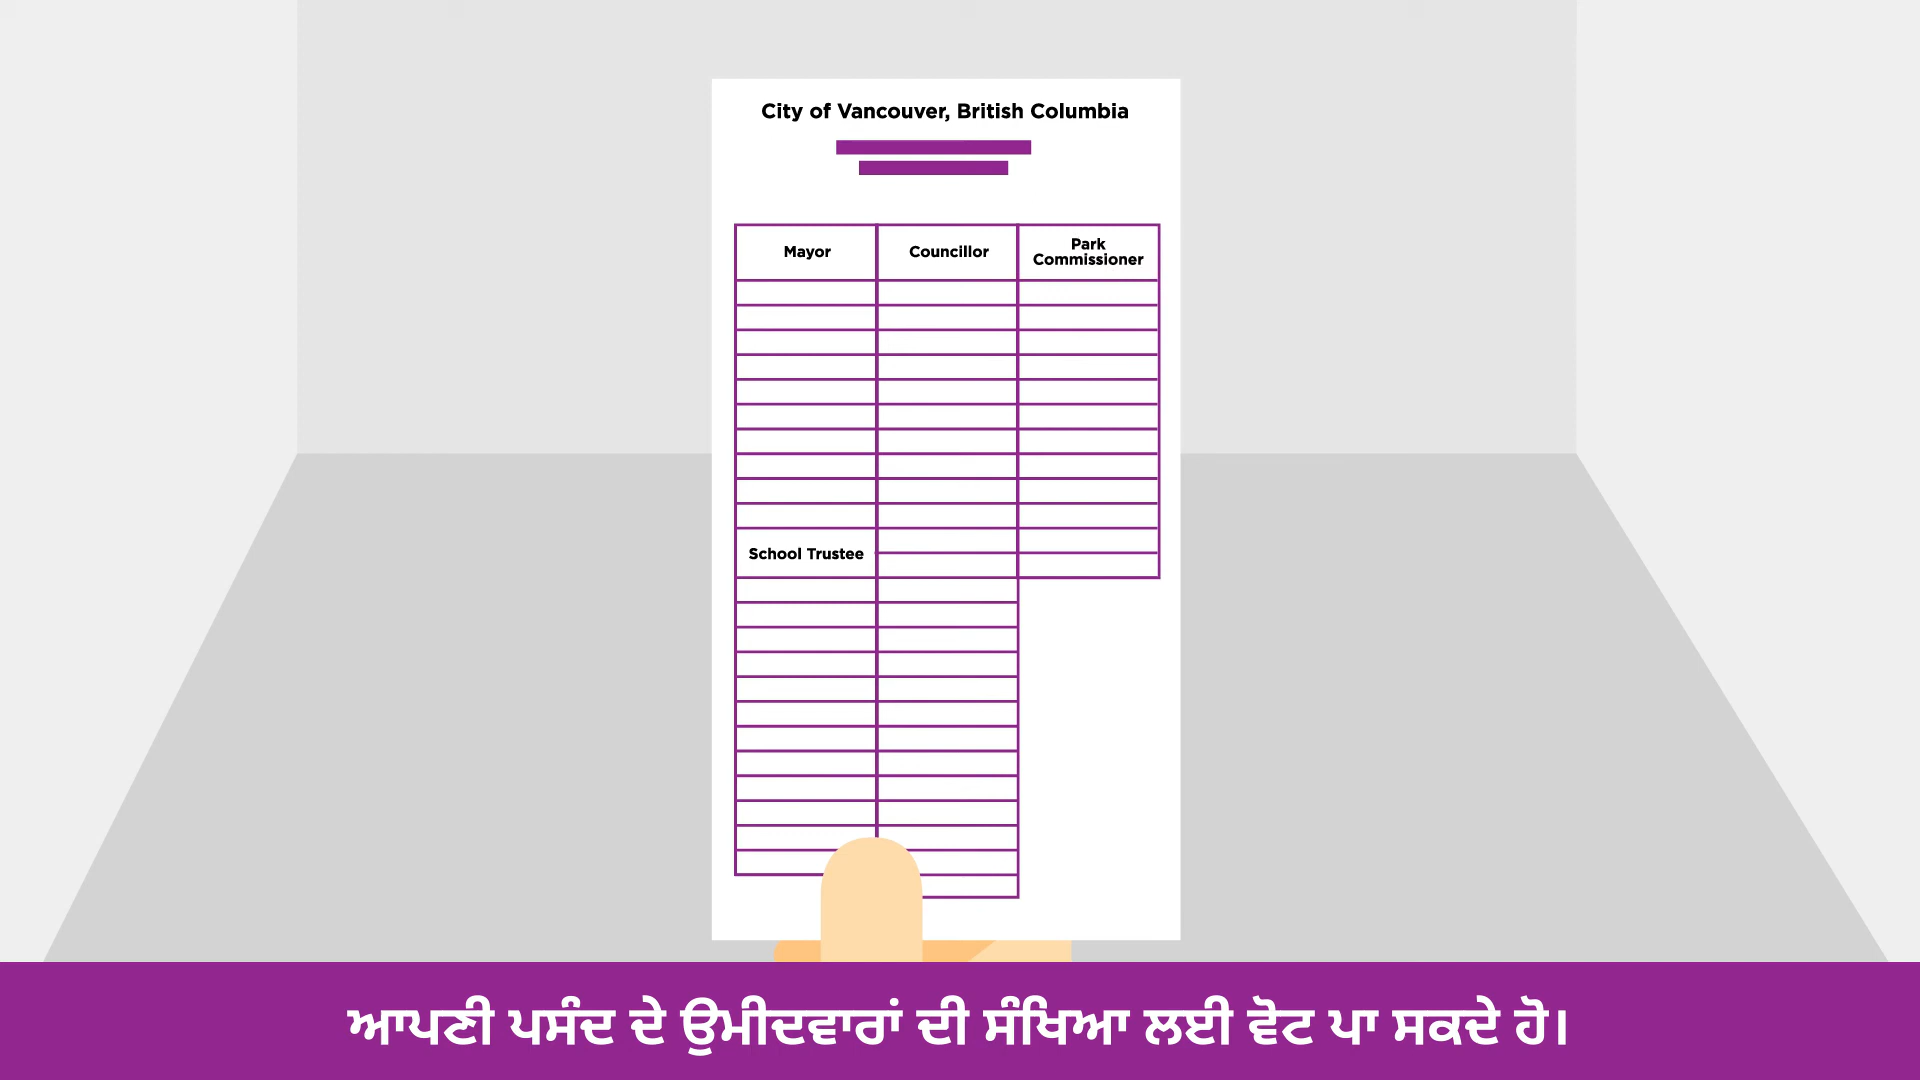 City of Vancouver, British Columbia
Mayor
Councillor
Park
Commissioner
School Trustee
ਆਪਣੀ ਪਸੰਦ ਦੇ ਉਮੀਦਵਾਰਾਂ ਦੀ ਸੰਖਿਆ ਲਈ ਵੋਟ ਪਾ ਸਕਦੇ ਹੋ।